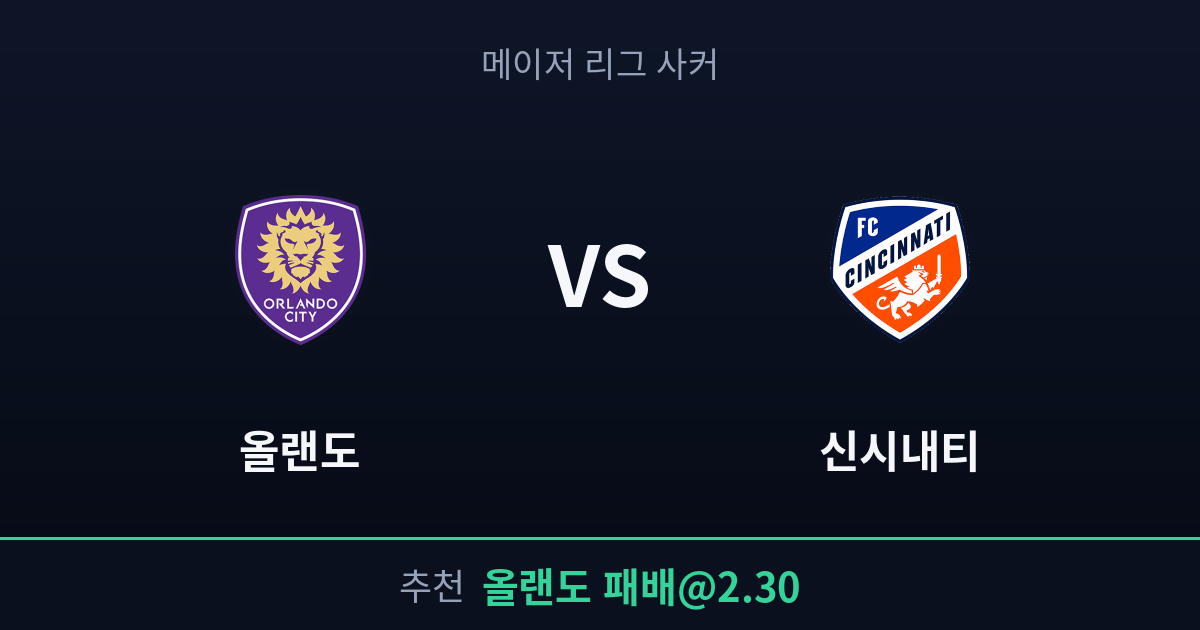 메이저 리그 사커
ORLANDO
CITY
VS
FC
CINCINNATI
올랜도
신시내티
추천 올랜도 패배@2.30